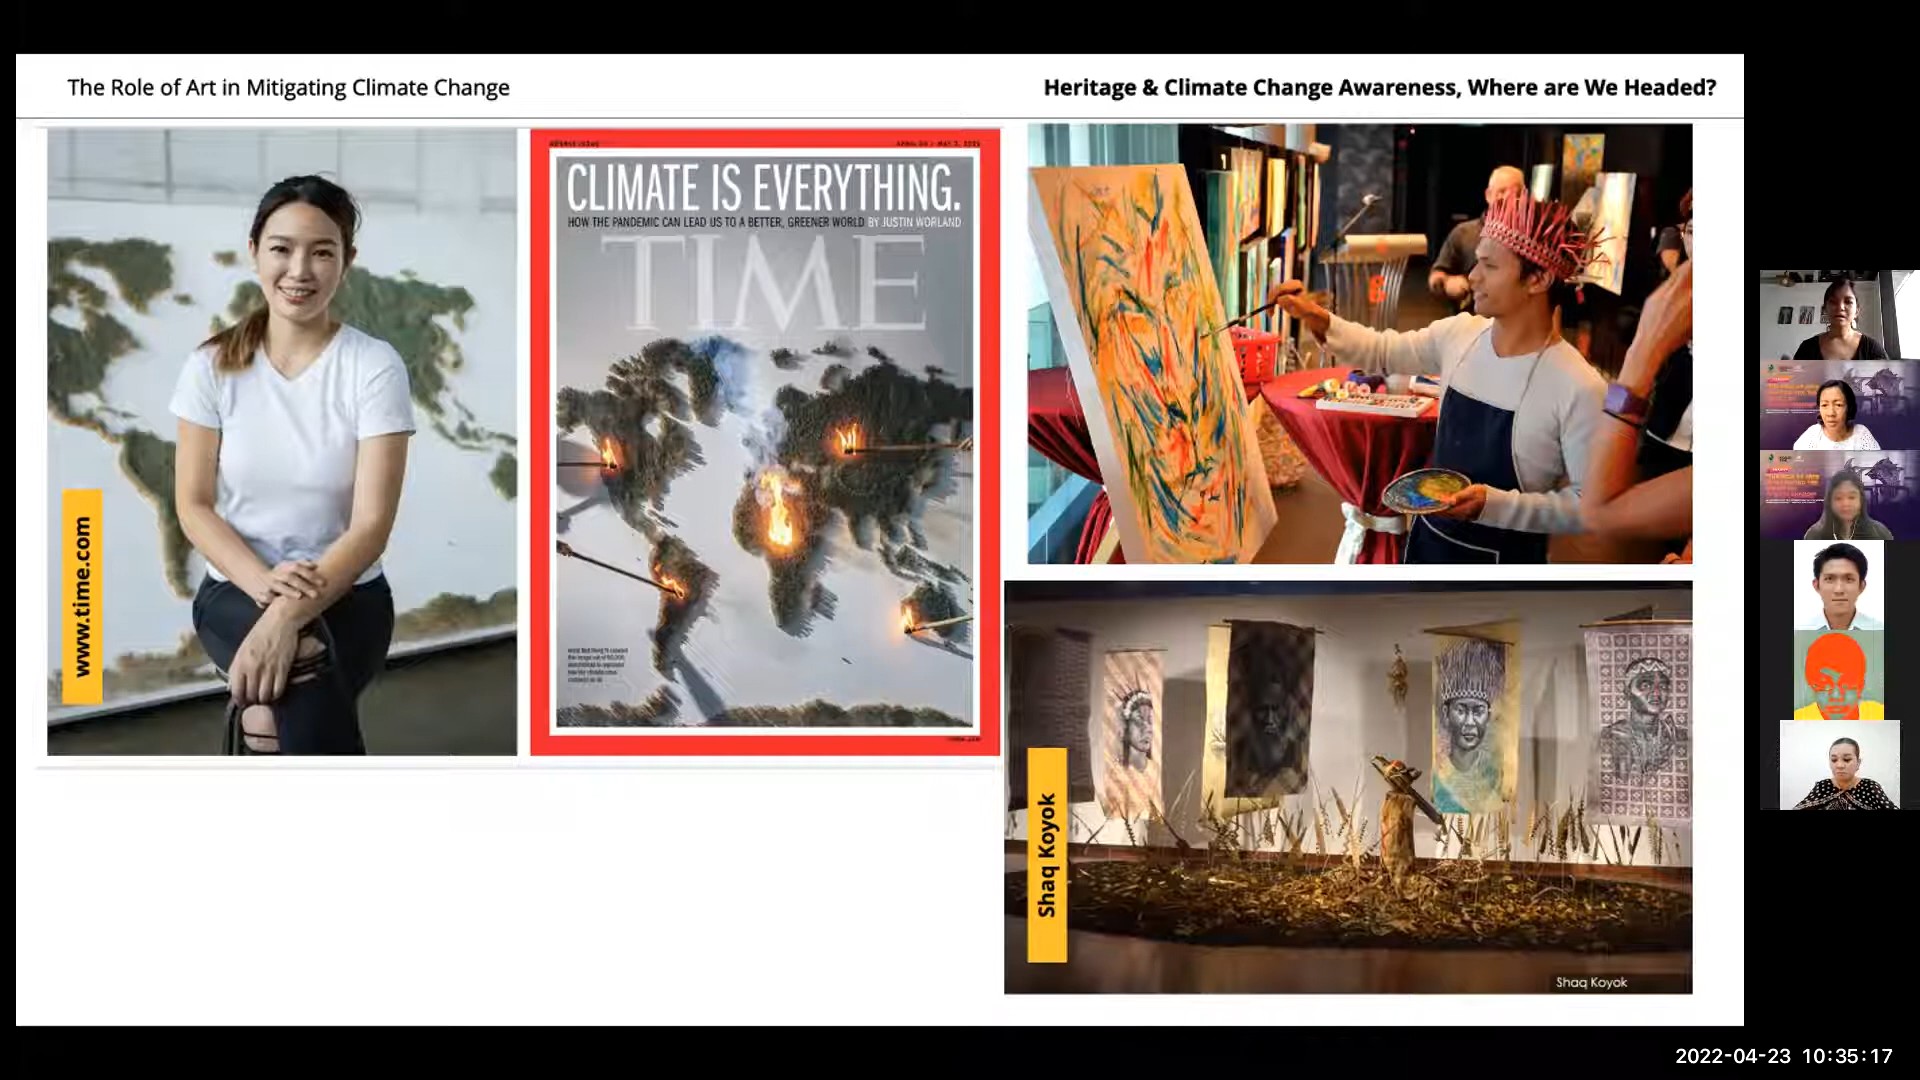 The Role of Art in Mitigating Climate Change
Heritage & Climate Change Awareness, Where are We Headed?
www.time.com
CLIMATE IS EVERYTHING.
HOW THE PANDEMIC CAN LEAD US TO A BETTER, GREENER WORLD BY JUSTIN WORLAND
TIME
Shaq Koyok
Shaq Koyok
2022-04-23 10:35:17